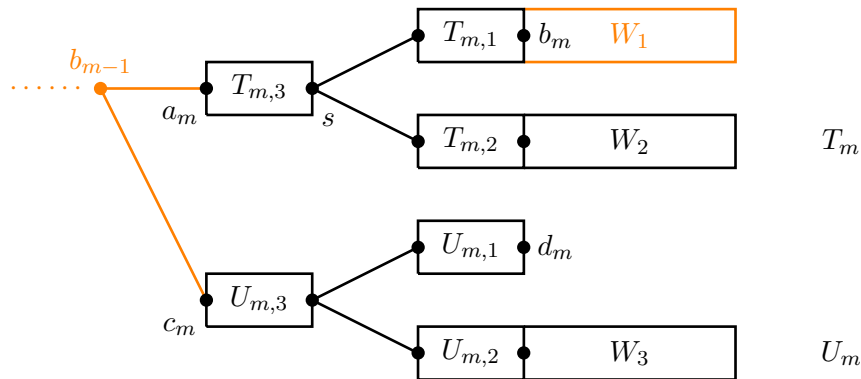 T_{m,1} b_m W_1
b_{m−1}
T_{m,3}
a_m s
T_{m,2} W_2 T_m
U_{m,1} d_m
U_{m,3}
c_m
U_{m,2} W_3 U_m